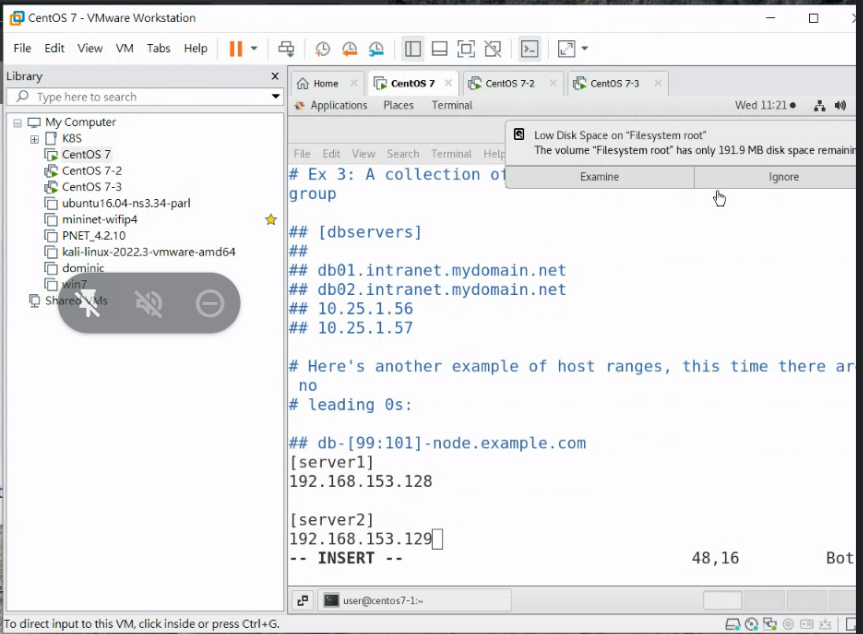 CentOS 7 - VMware Workstation
File Edit View VM Tabs Help
Library
Type here to search
My Computer
K8S
CentOS 7
CentOS 7-2
CentOS 7-3
ubuntu16.04-ns3.34-parl
mininet-wifip4
PNET_4.2.10
kali-linux-2022.3-vmware-amd64
dominic
win7
Shared VMs
Home
CentOS 7
CentOS 7-2
CentOS 7-3
Applications Places Terminal
Wed 11:21
Low Disk Space on "Filesystem root"
The volume "Filesystem root" has only 191.9 MB disk space remainin
Examine
Ignore
File Edit View Search Terminal Help
# Ex 3: A collection of
group
## [dbservers]
##
## db01.intranet.mydomain.net
## db02.intranet.mydomain.net
## 10.25.1.56
## 10.25.1.57
# Here's another example of host ranges, this time there ar
no
# leading 0s:
## db-[99:101]-node.example.com
[server1]
192.168.153.128
[server2]
192.168.153.129
-- INSERT --
48,16
Bot
user@centos7-1:~
To direct input to this VM, click inside or press Ctrl+G.